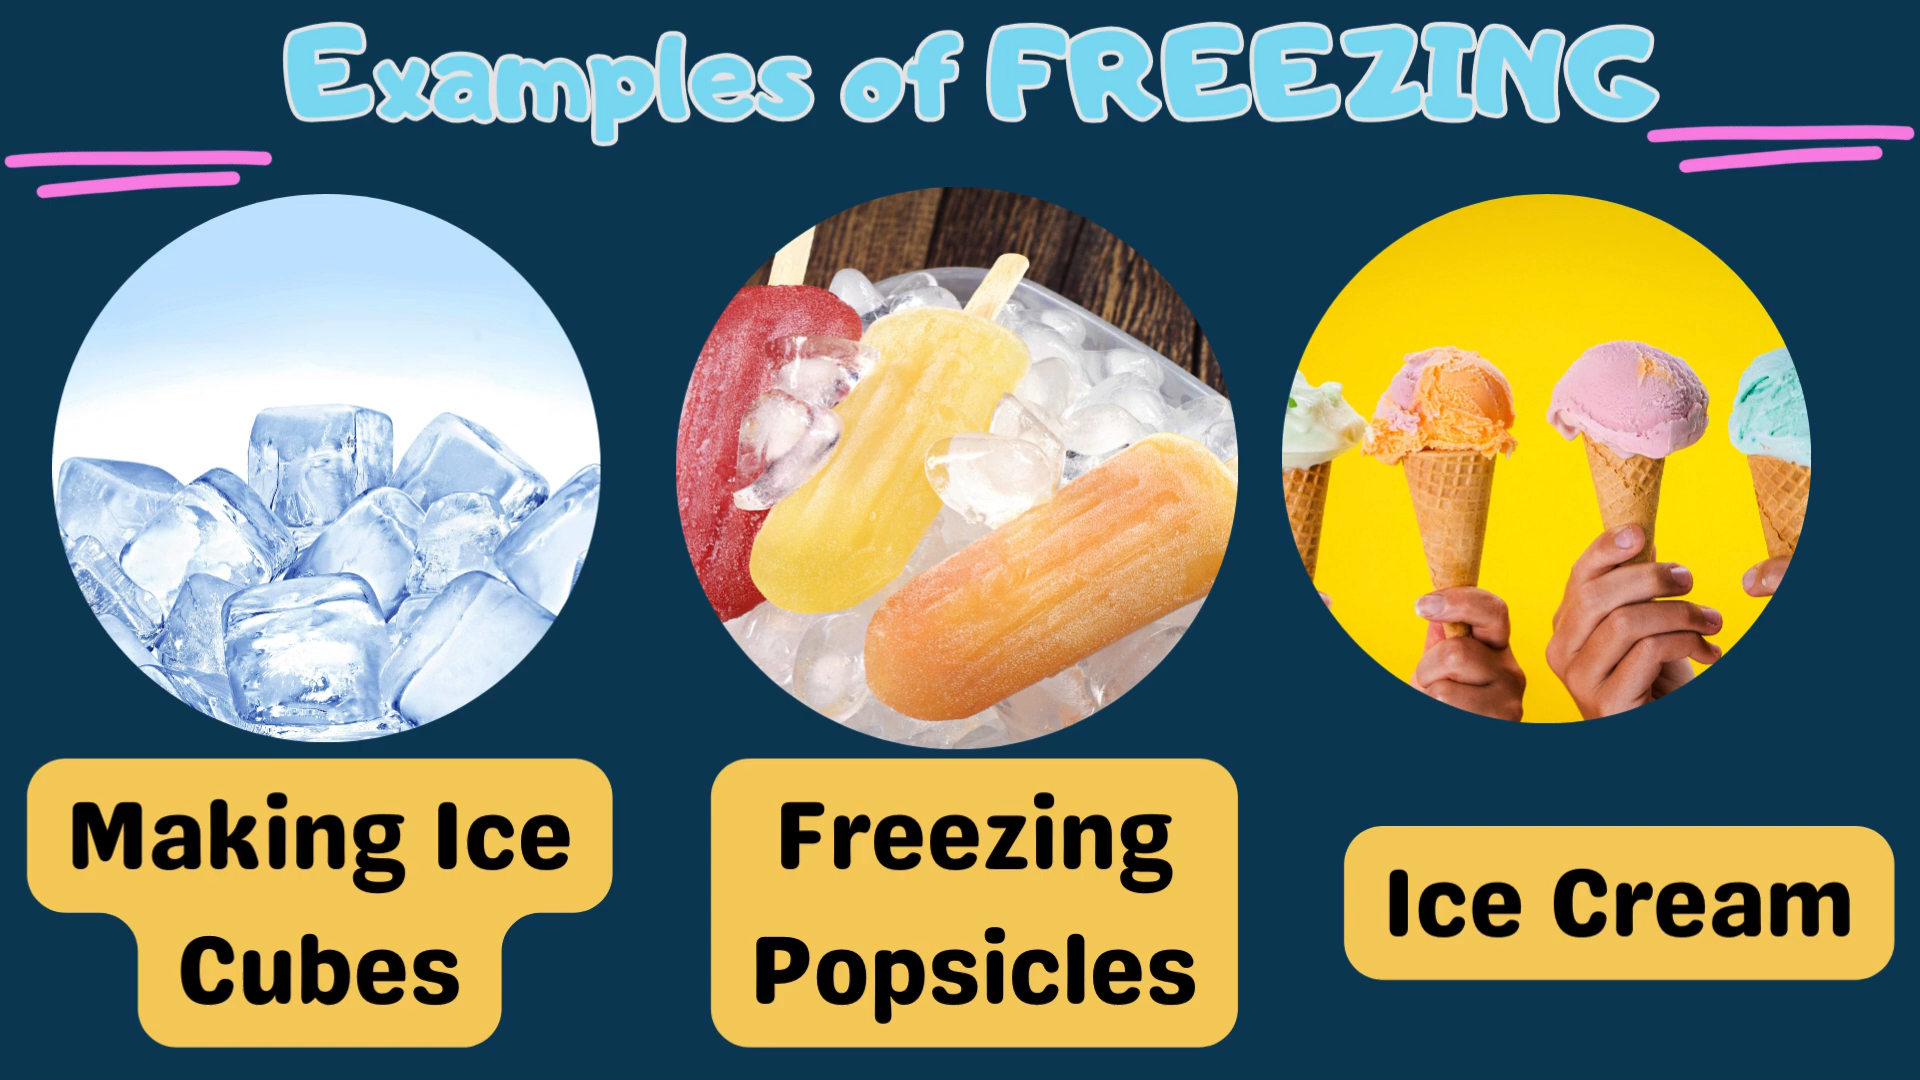 Examples of FREEZING
Making Ice
Cubes
Freezing
Popsicles
Ice Cream